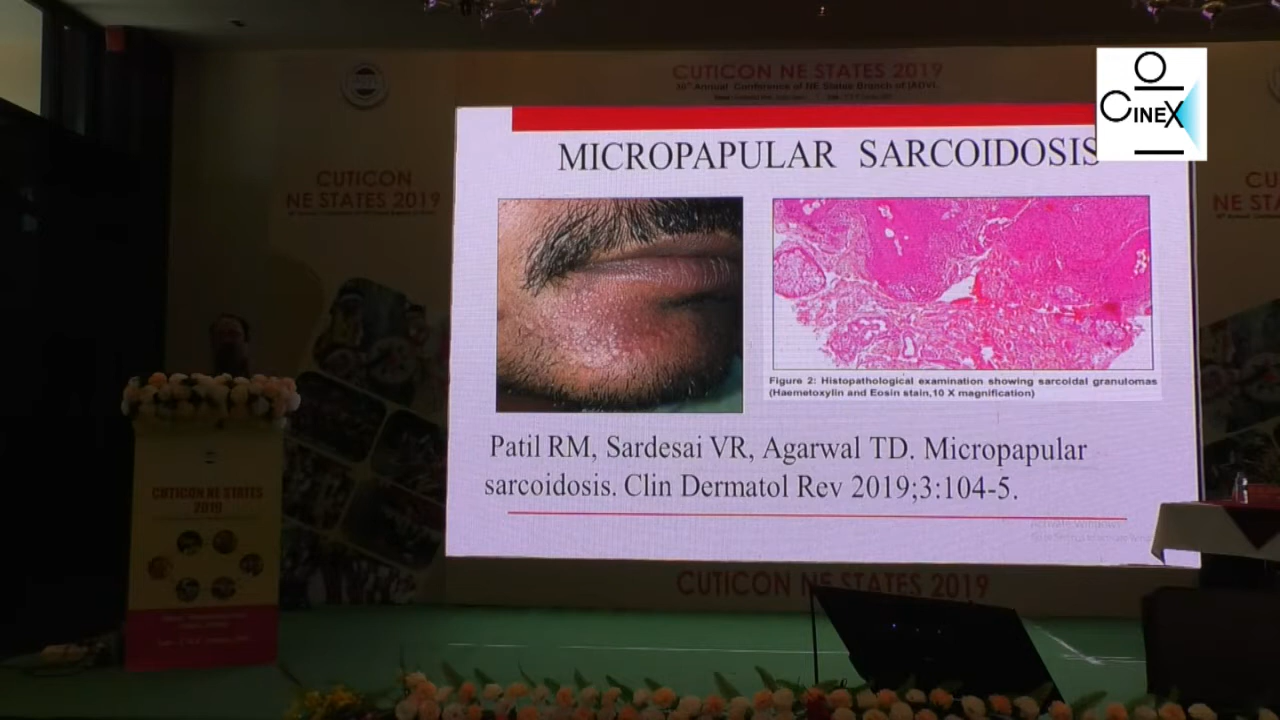 CUTICON NE STATES 2019
CINEX
CUTICON
NE STATES 2019
MICROPAPULAR SARCOIDOSIS
Figure 2: Histopathological examination showing sarcoidal granulomas
(Haemetoxylin and Eosin stain,10 X magnification)
Patil RM, Sardesai VR, Agarwal TD. Micropapular
sarcoidosis. Clin Dermatol Rev 2019;3:104-5.
Activate Windows
CUTICON NE STATES
2019
CUTICON NE STATES 2019